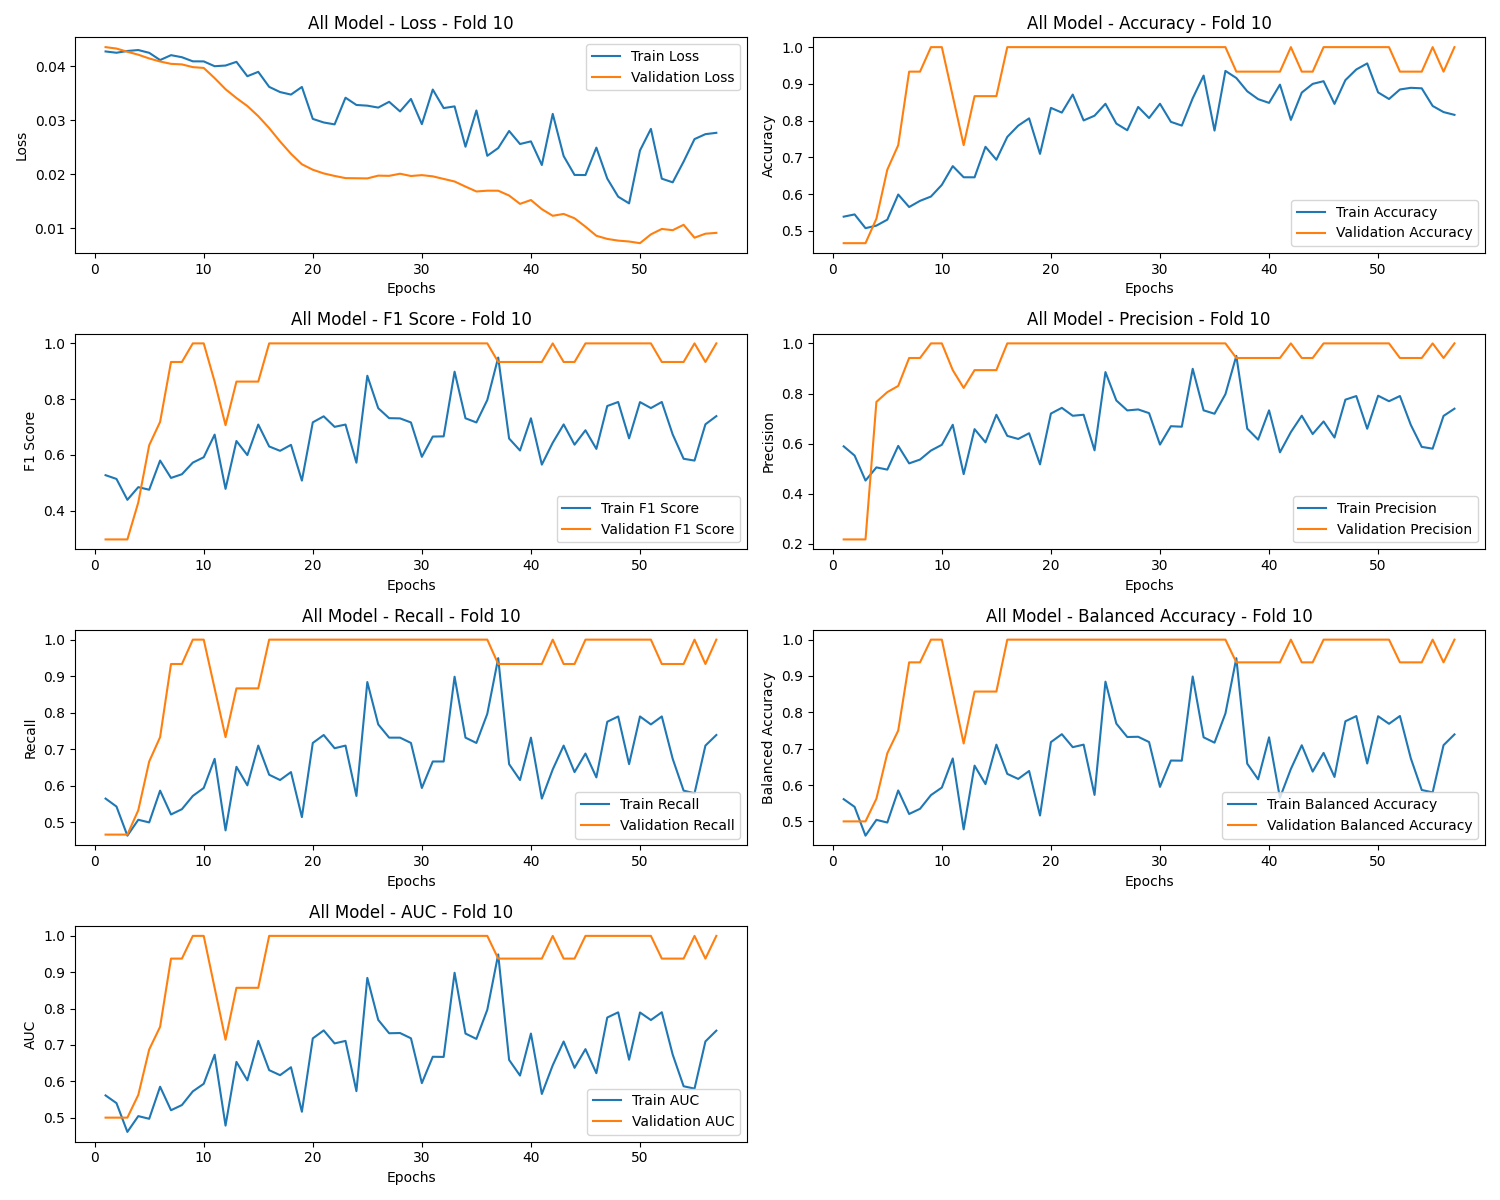 All Model - Loss - Fold 10
Loss
0.04
0.03
0.02
0.01
Train Loss
Validation Loss
0 10 20 30 40 50
Epochs
All Model - Accuracy - Fold 10
Accuracy
1.0
0.9
0.8
0.7
0.6
0.5
Train Accuracy
Validation Accuracy
0 10 20 30 40 50
Epochs
All Model - F1 Score - Fold 10
F1 Score
1.0
0.8
0.6
0.4
Train F1 Score
Validation F1 Score
0 10 20 30 40 50
Epochs
All Model - Precision - Fold 10
Precision
1.0
0.8
0.6
0.4
0.2
Train Precision
Validation Precision
0 10 20 30 40 50
Epochs
All Model - Recall - Fold 10
Recall
1.0
0.9
0.8
0.7
0.6
0.5
Train Recall
Validation Recall
0 10 20 30 40 50
Epochs
All Model - Balanced Accuracy - Fold 10
Balanced Accuracy
1.0
0.9
0.8
0.7
0.6
0.5
Train Balanced Accuracy
Validation Balanced Accuracy
0 10 20 30 40 50
Epochs
All Model - AUC - Fold 10
AUC
1.0
0.9
0.8
0.7
0.6
0.5
Train AUC
Validation AUC
0 10 20 30 40 50
Epochs